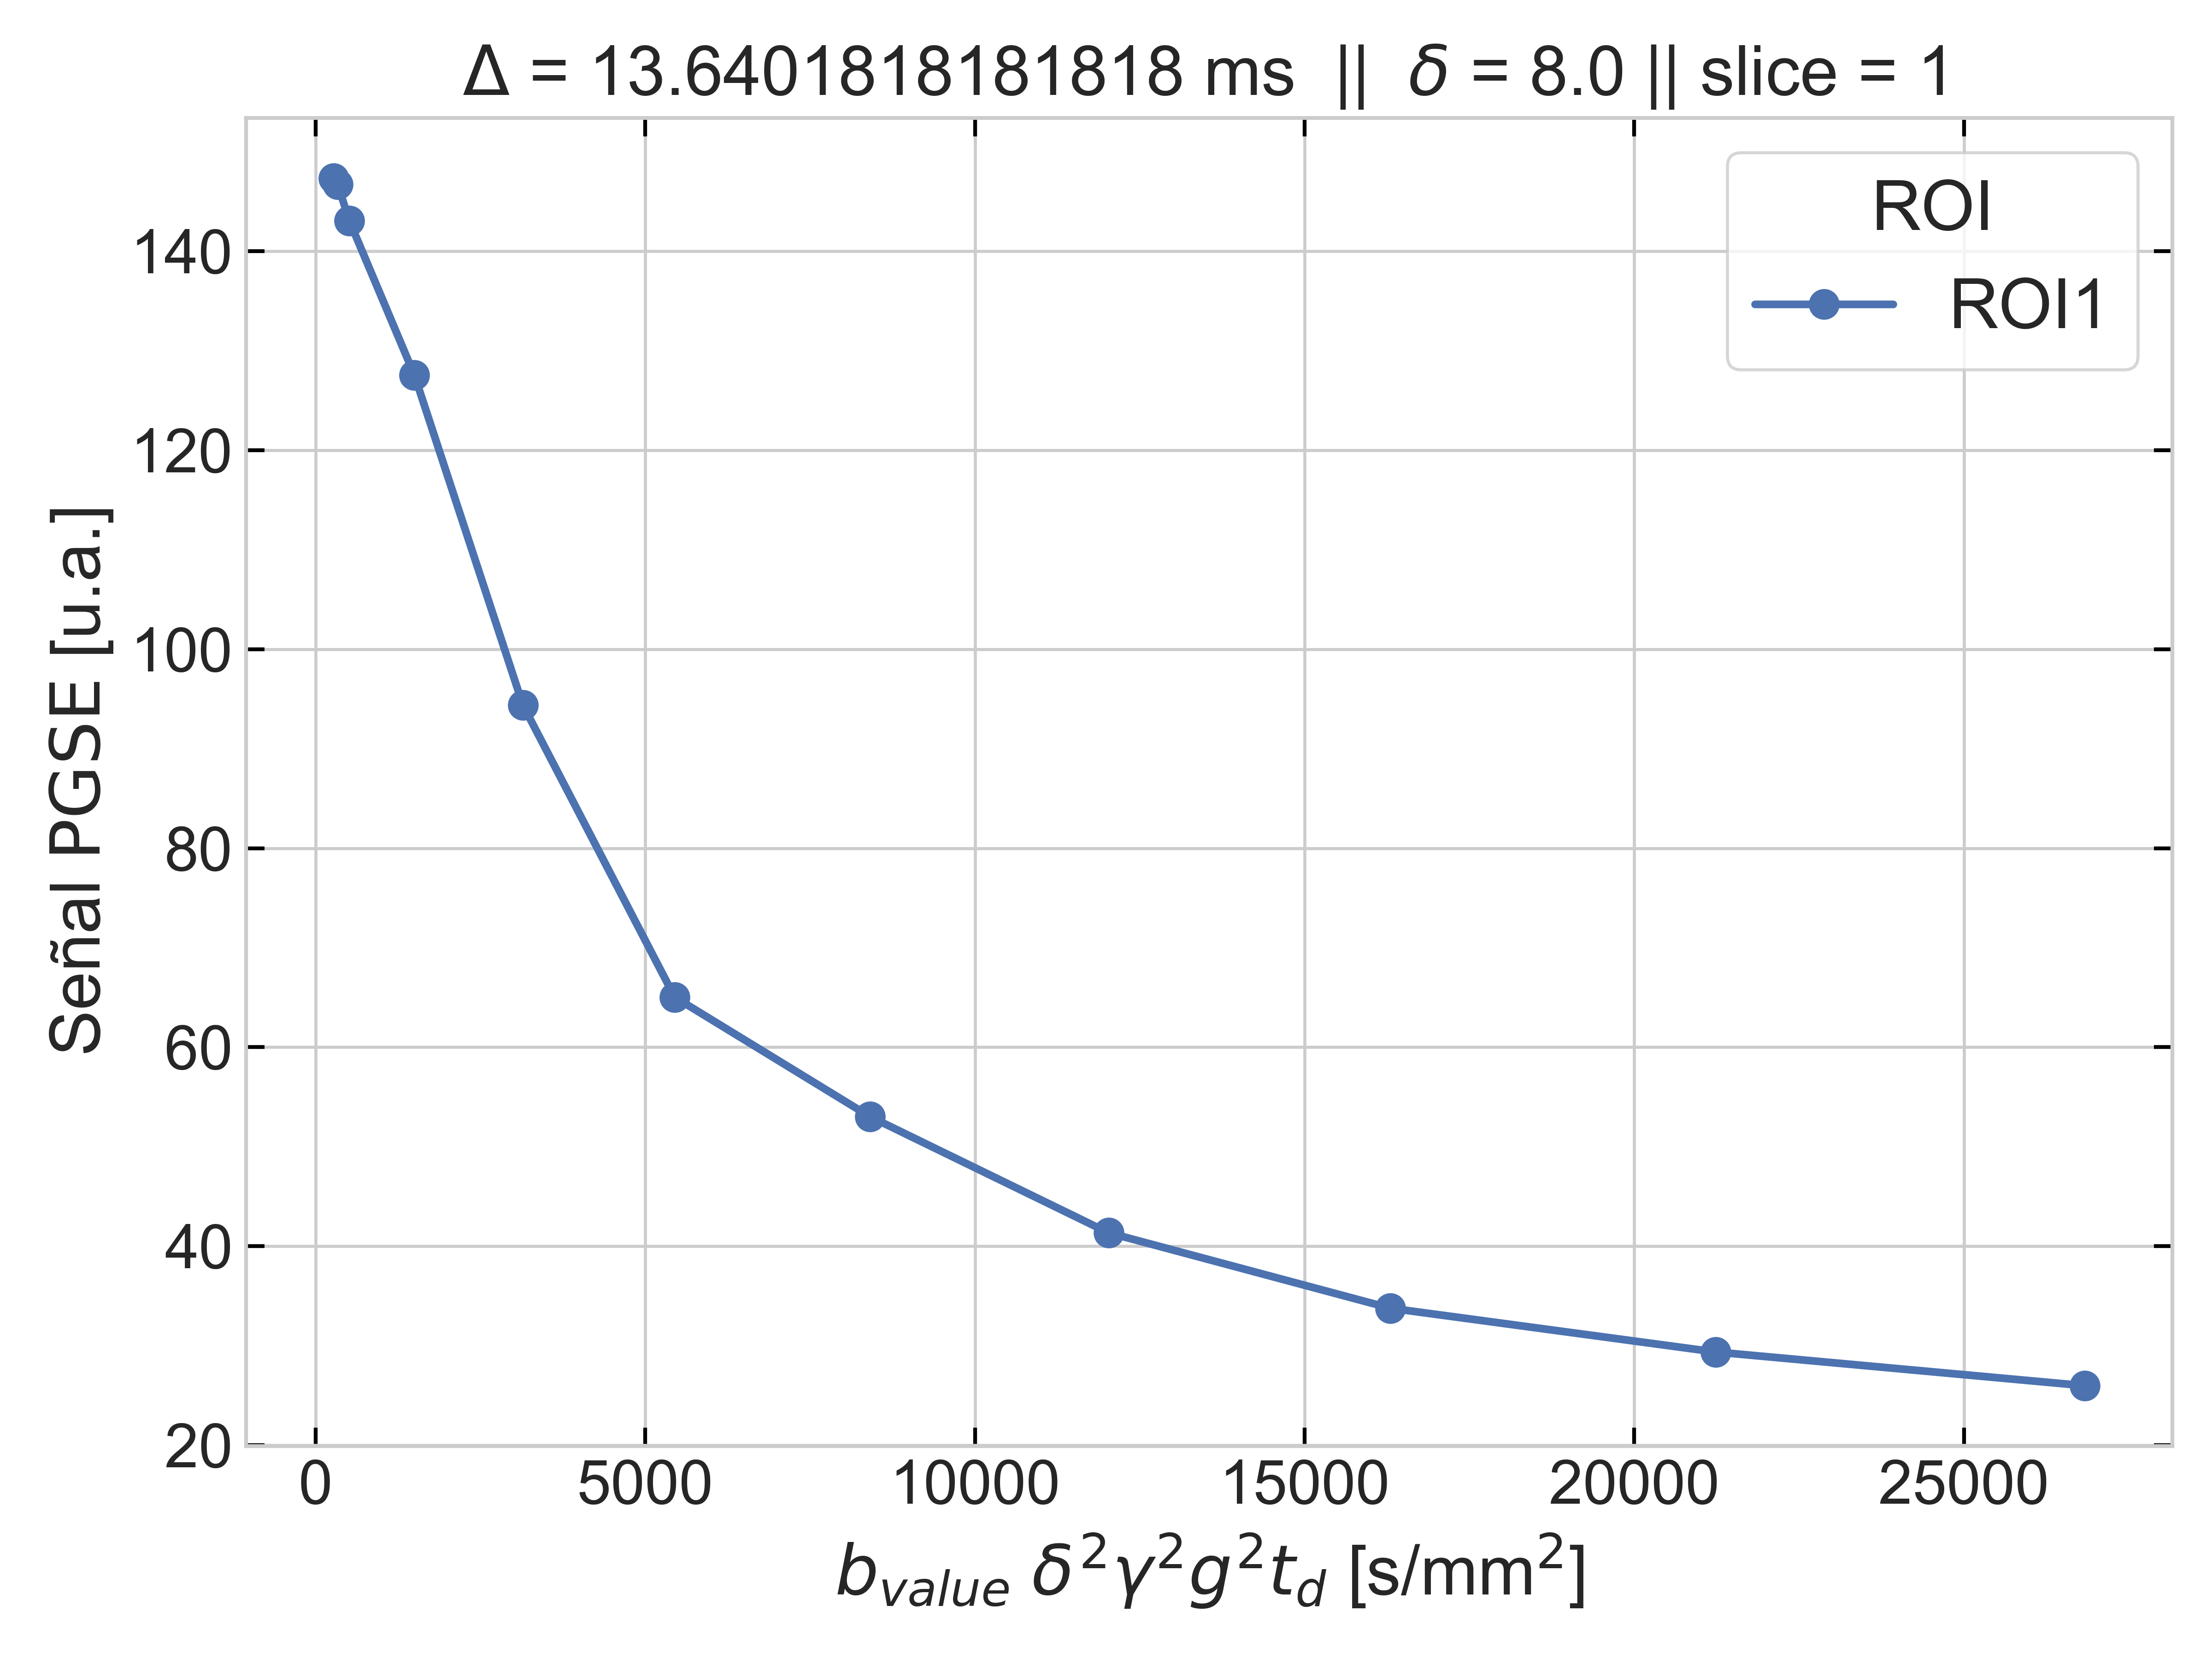 Δ = 13.640181818181818 ms || δ = 8.0 || slice = 1
ROI
ROI1
Señal PGSE [u.a.]
140
120
100
80
60
40
20
0 5000 10000 15000 20000 25000
b_value δ²γ²g²t_d [s/mm²]